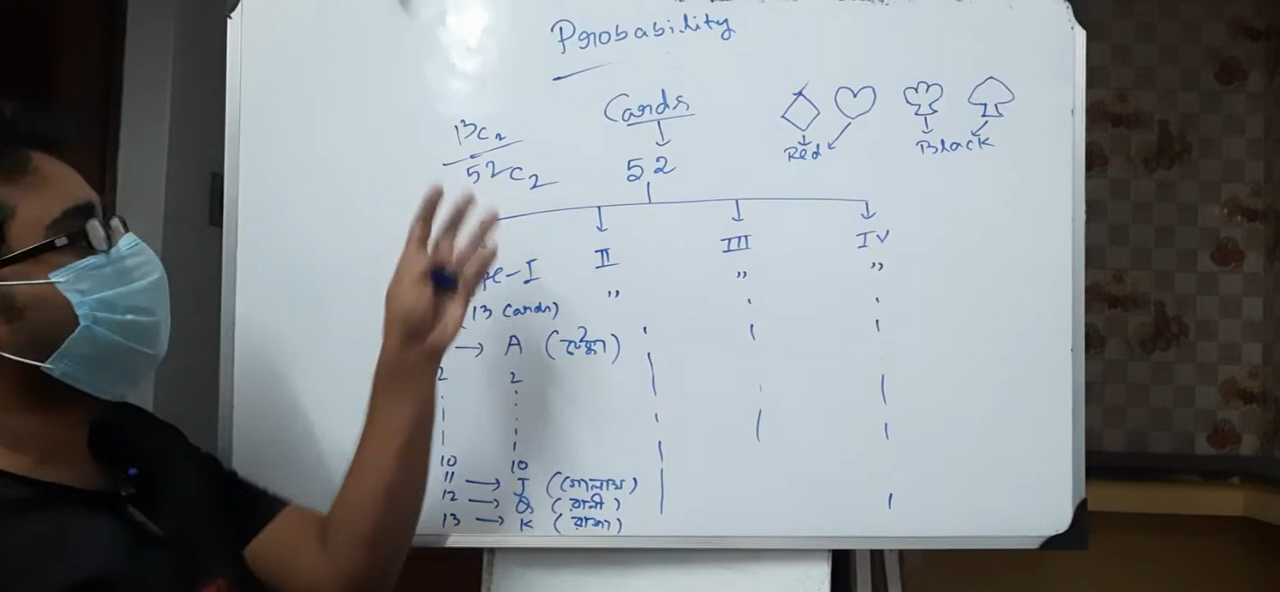 Probability
Cards
13C2
52C2
52
Red
Black
II
III
IV
pe-I
"
"
"
(13 Cards)
→ A (টেক্কা)
2 2
10 10
11 → J (গোলাম)
12 → Q (রানী)
13 → K (রাজা)